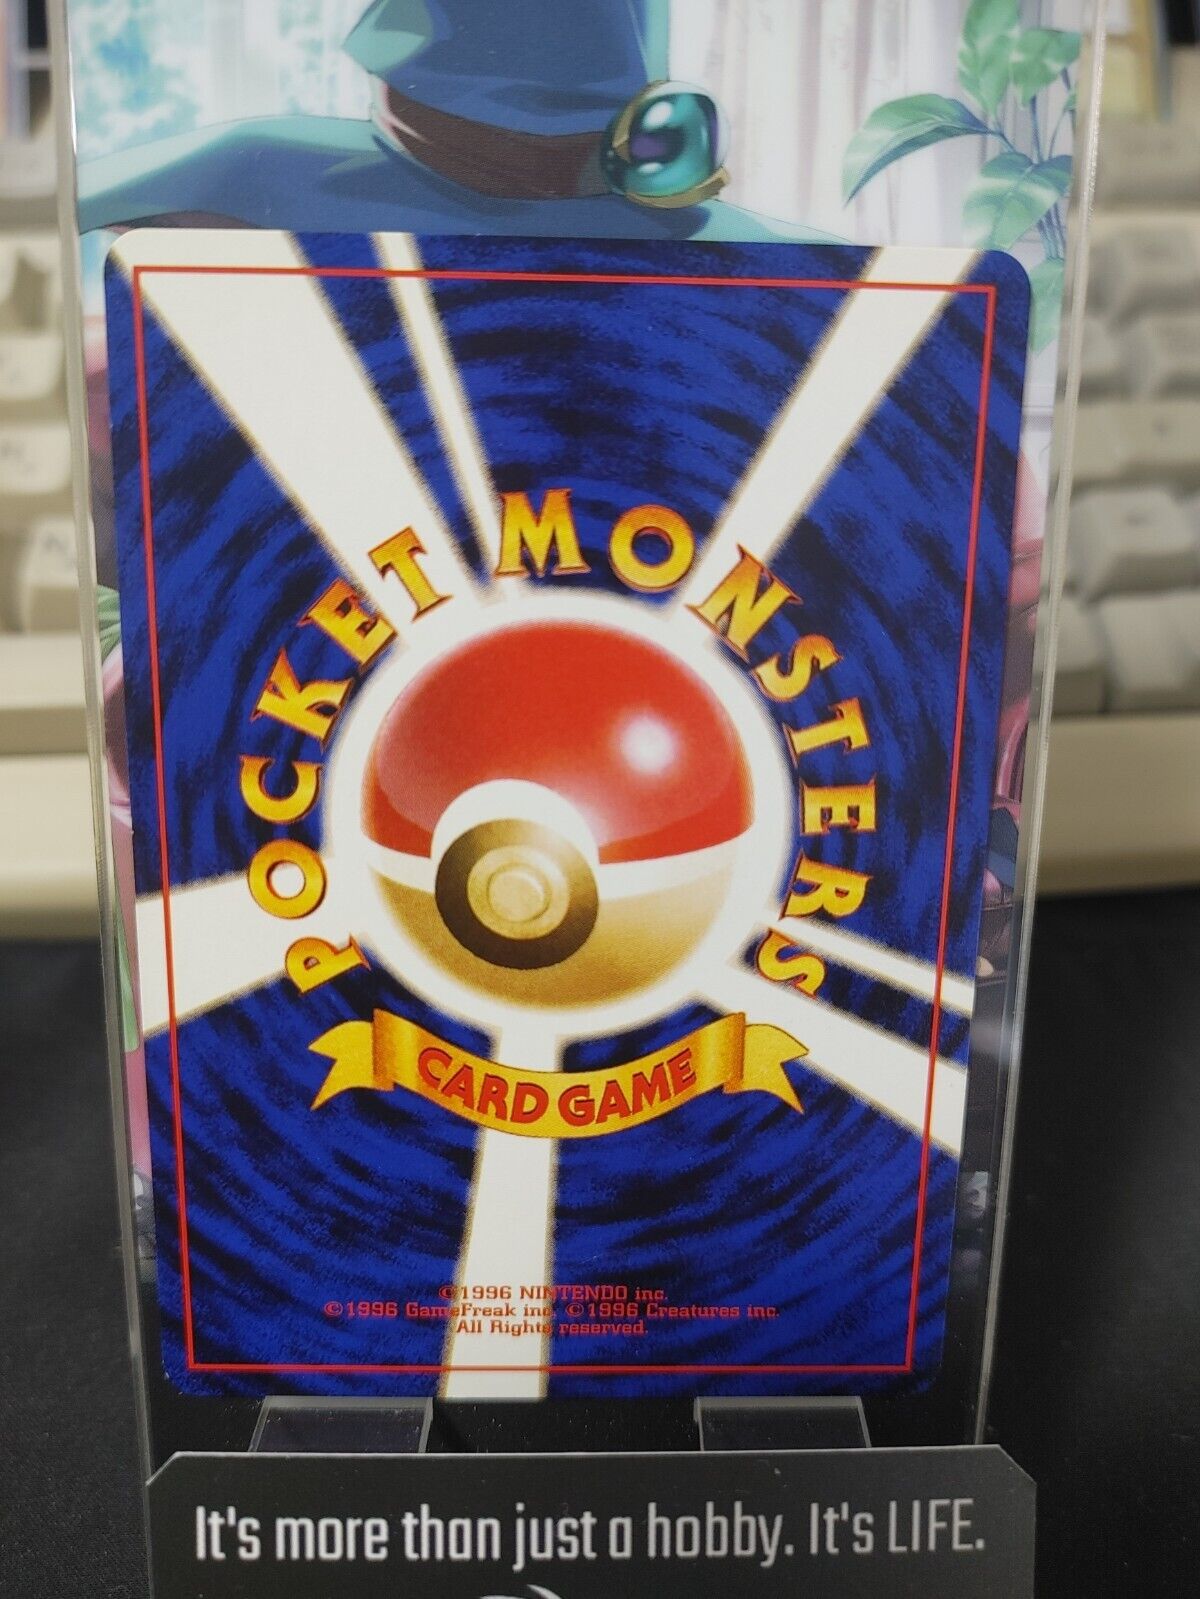 POCKET MONSTERS
CARD GAME
©1996 NINTENDO inc.
©1996 GameFreak inc. ©1996 Creatures inc.
All Rights reserved.
It's more than just a hobby. It's LIFE.